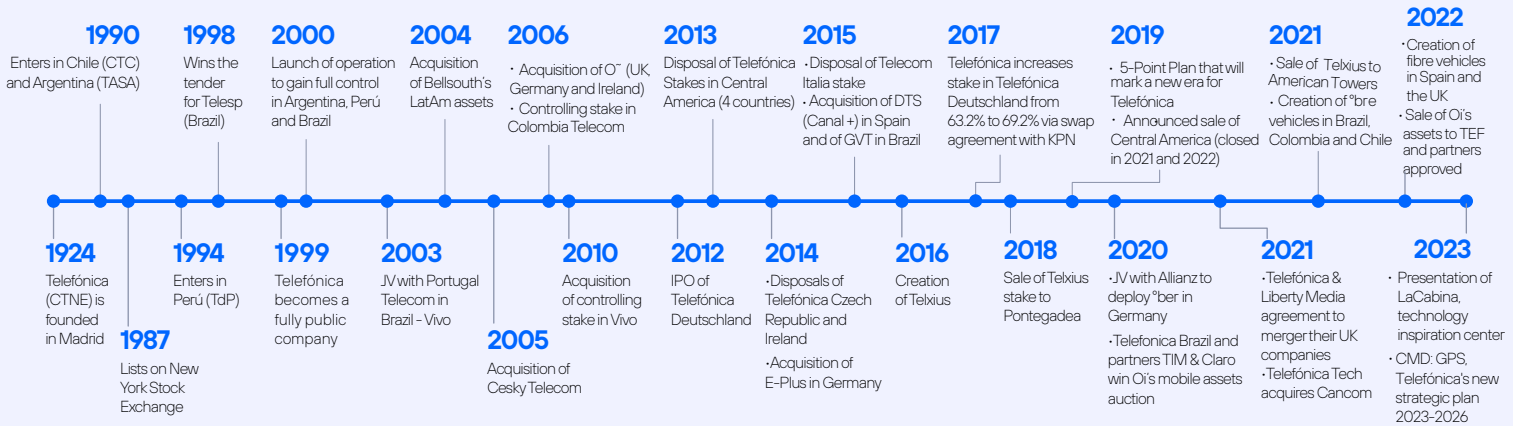 1990
Enters in Chile (CTC)
and Argentina (TASA)
1998
Wins the
tender
for Telesp
(Brazil)
2000
Launch of operation
to gain full control
in Argentina, Perú
and Brazil
2004
Acquisition
of Bellsouth's
LatAm assets
2006
· Acquisition of O˜ (UK,
Germany and Ireland)
· Controlling stake in
Colombia Telecom
2013
Disposal of Telefónica
Stakes in Central
America (4 countries)
2015
·Disposal of Telecom
Italia stake
·Acquisition of DTS
(Canal +) in Spain
and of GVT in Brazil
2017
Telefónica increases
stake in Telefónica
Deutschland from
63.2% to 69.2% via swap
agreement with KPN
2019
· 5-Point Plan that will
mark a new era for
Telefónica
· Announced sale of
Central America (closed
in 2021 and 2022)
2021
·Sale of Telxius to
American Towers
·Creation of °bre
vehicles in Brazil,
Colombia and Chile
2022
·Creation of
fibre vehicles
in Spain and
the UK
·Sale of Oi's
assets to TEF
and partners
approved
1924
Telefónica
(CTNE) is
founded
in Madrid
1987
Lists on New
York Stock
Exchange
1994
Enters in
Perú (TdP)
1999
Telefónica
becomes a
fully public
company
2003
JV with Portugal
Telecom in
Brazil - Vivo
2005
Acquisition of
Cesky Telecom
2010
Acquisition
of controlling
stake in Vivo
2012
IPO of
Telefónica
Deutschland
2014
·Disposals of
Telefónica Czech
Republic and
Ireland
·Acquisition of
E-Plus in Germany
2016
Creation
of Telxius
2018
Sale of Telxius
stake to
Pontegadea
2020
·JV with Allianz to
deploy °ber in
Germany
·Telefonica Brazil and
partners TIM & Claro
win Oi's mobile assets
auction
2021
·Telefónica &
Liberty Media
agreement to
merger their UK
companies
·Telefónica Tech
acquires Cancom
2023
· Presentation of
LaCabina,
technology
inspiration center
· CMD: GPS,
Telefónica's new
strategic plan
2023-2026